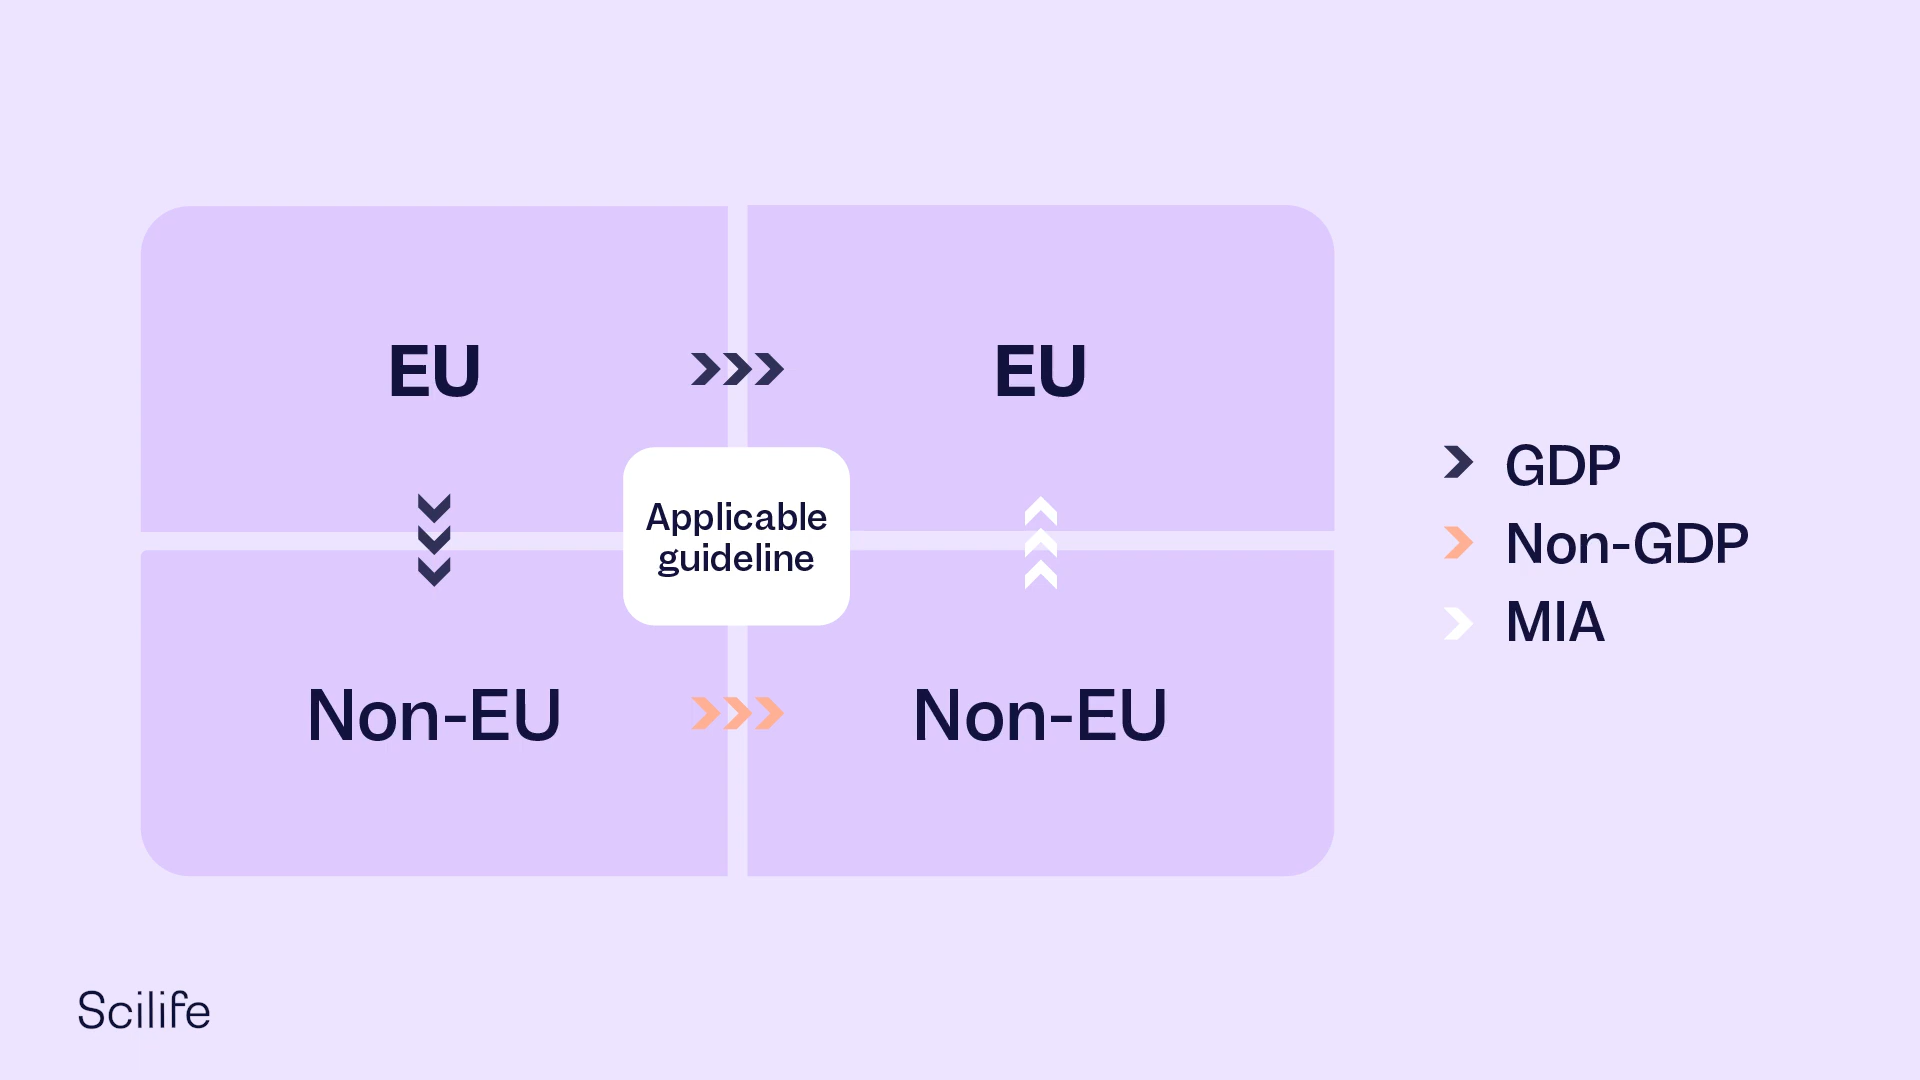 EU
EU
Applicable
guideline
Non-EU
Non-EU
GDP
Non-GDP
MIA
Scilife